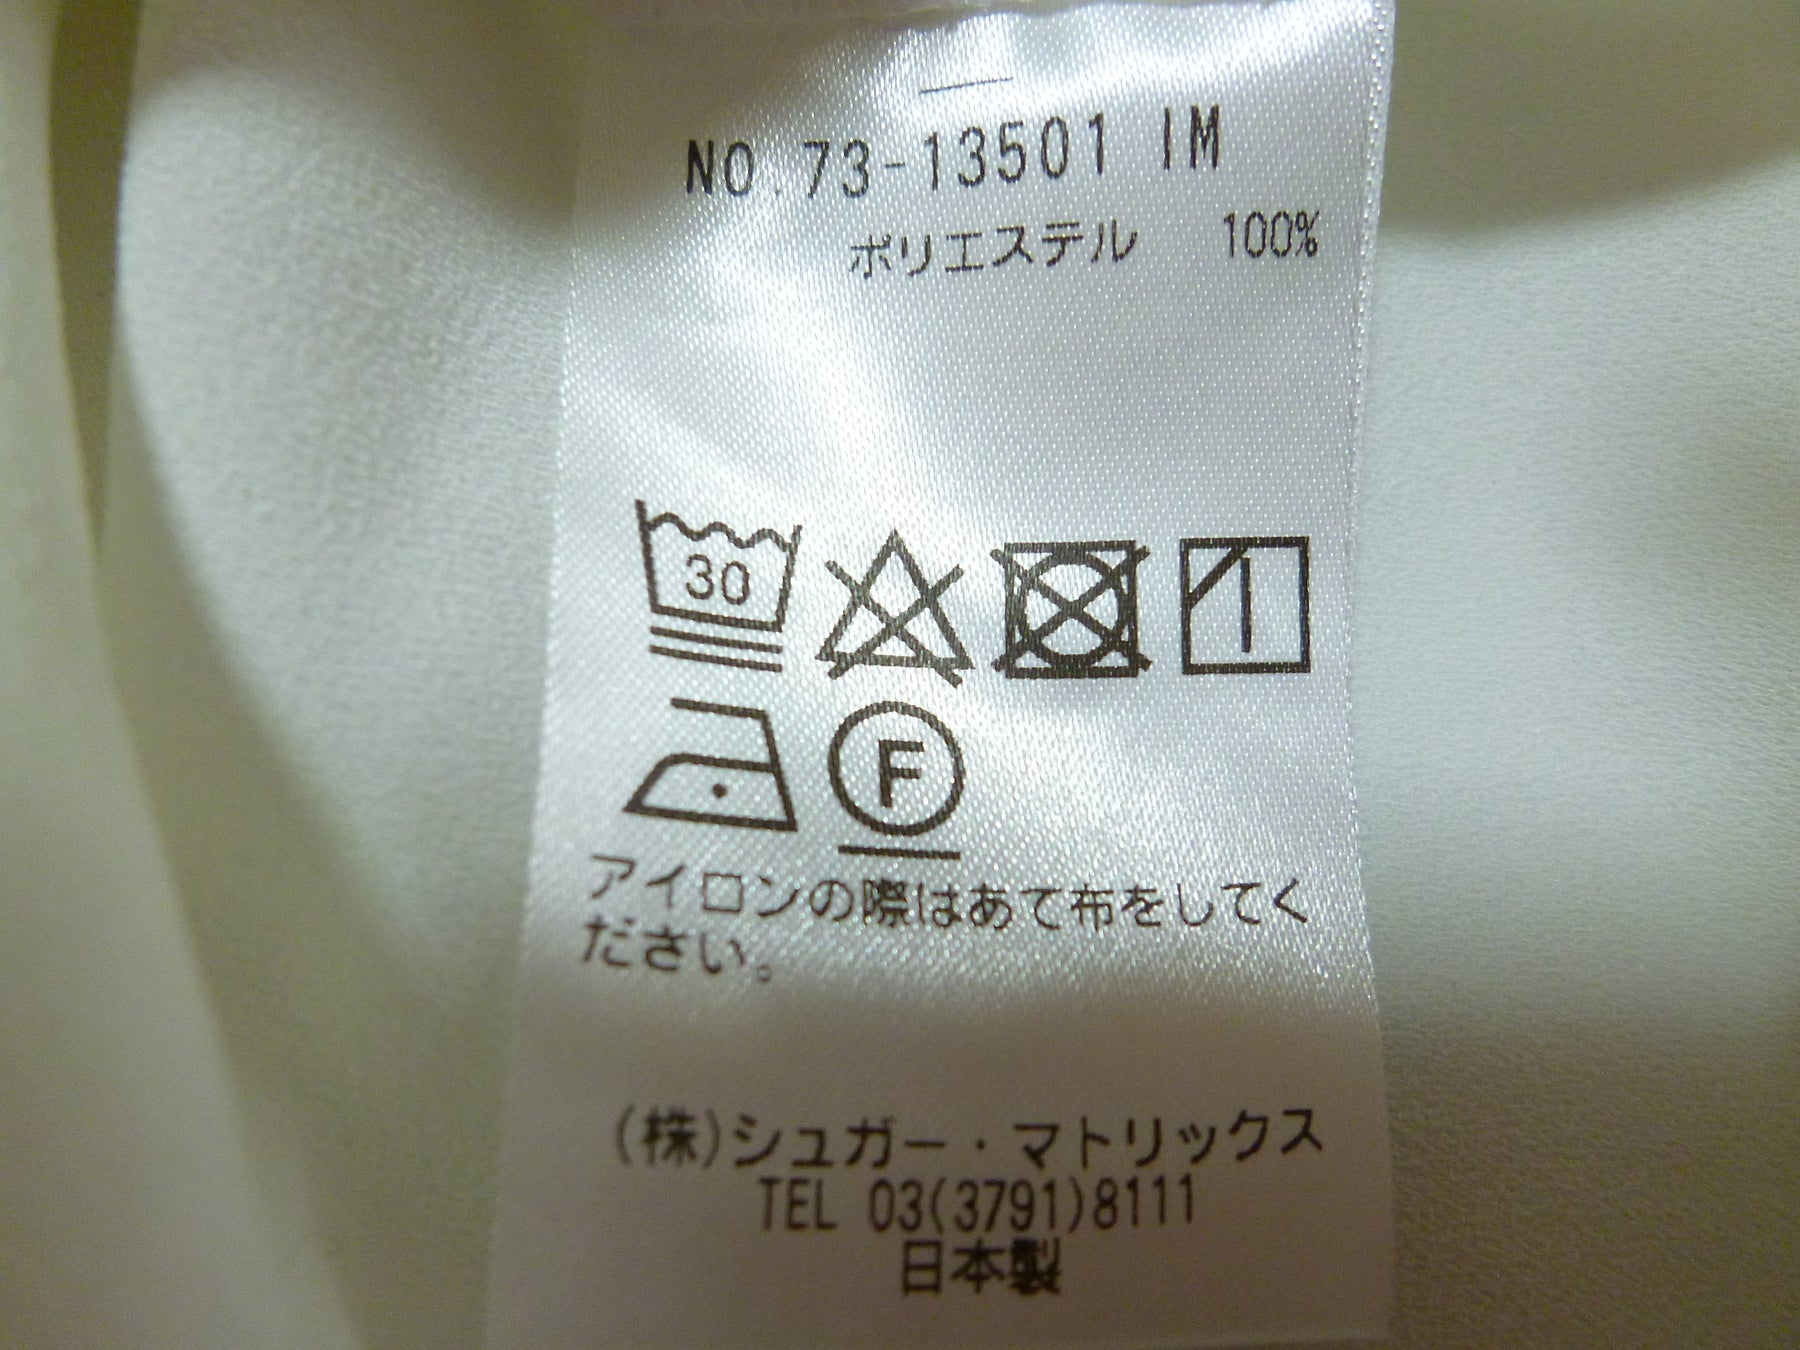 NO.73-13501 IM
ポリエステル 100%
30
F
アイロンの際はあて布をしてく
ださい。
(株)シュガー・マトリックス
TEL 03(3791)8111
日本製